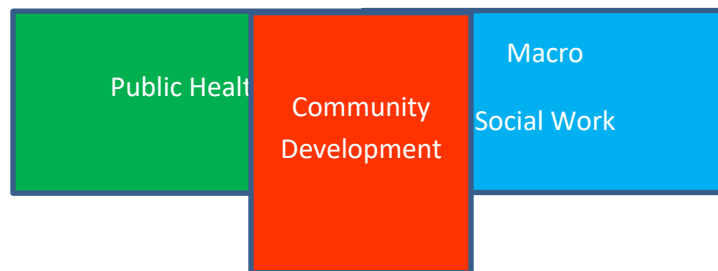 Public Healt
Community
Development
Macro
Social Work